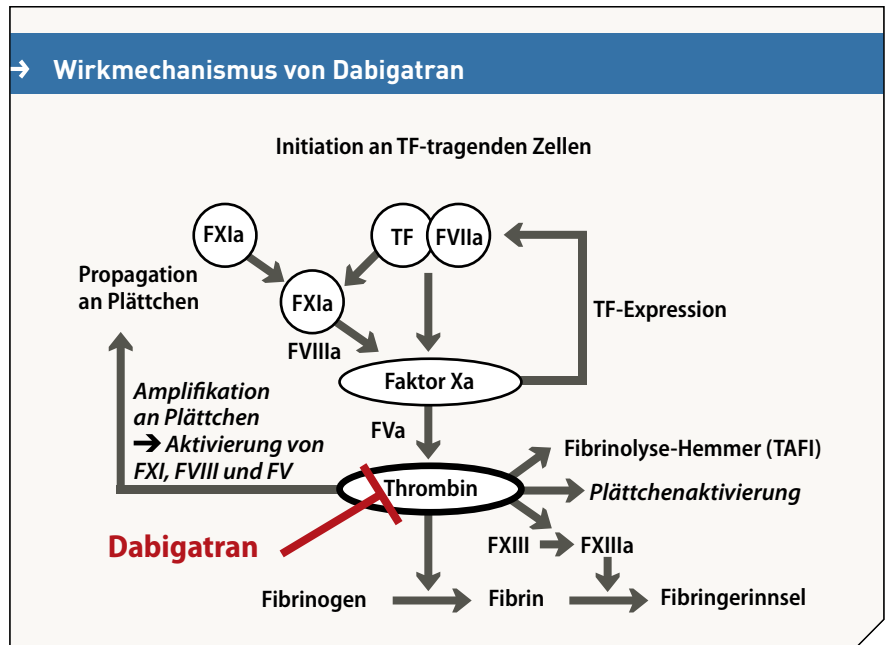 → Wirkmechanismus von Dabigatran
Initiation an TF-tragenden Zellen
FXIa
TF
FVIIa
Propagation
an Plättchen
FXIa
TF-Expression
FVIIIa
Faktor Xa
Amplifikation
an Plättchen
→ Aktivierung von
FXI, FVIII und FV
FVa
Fibrinolyse-Hemmer (TAFI)
Thrombin
Plättchenaktivierung
Dabigatran
FXIII
FXIIIa
Fibrinogen
Fibrin
Fibringerinnsel